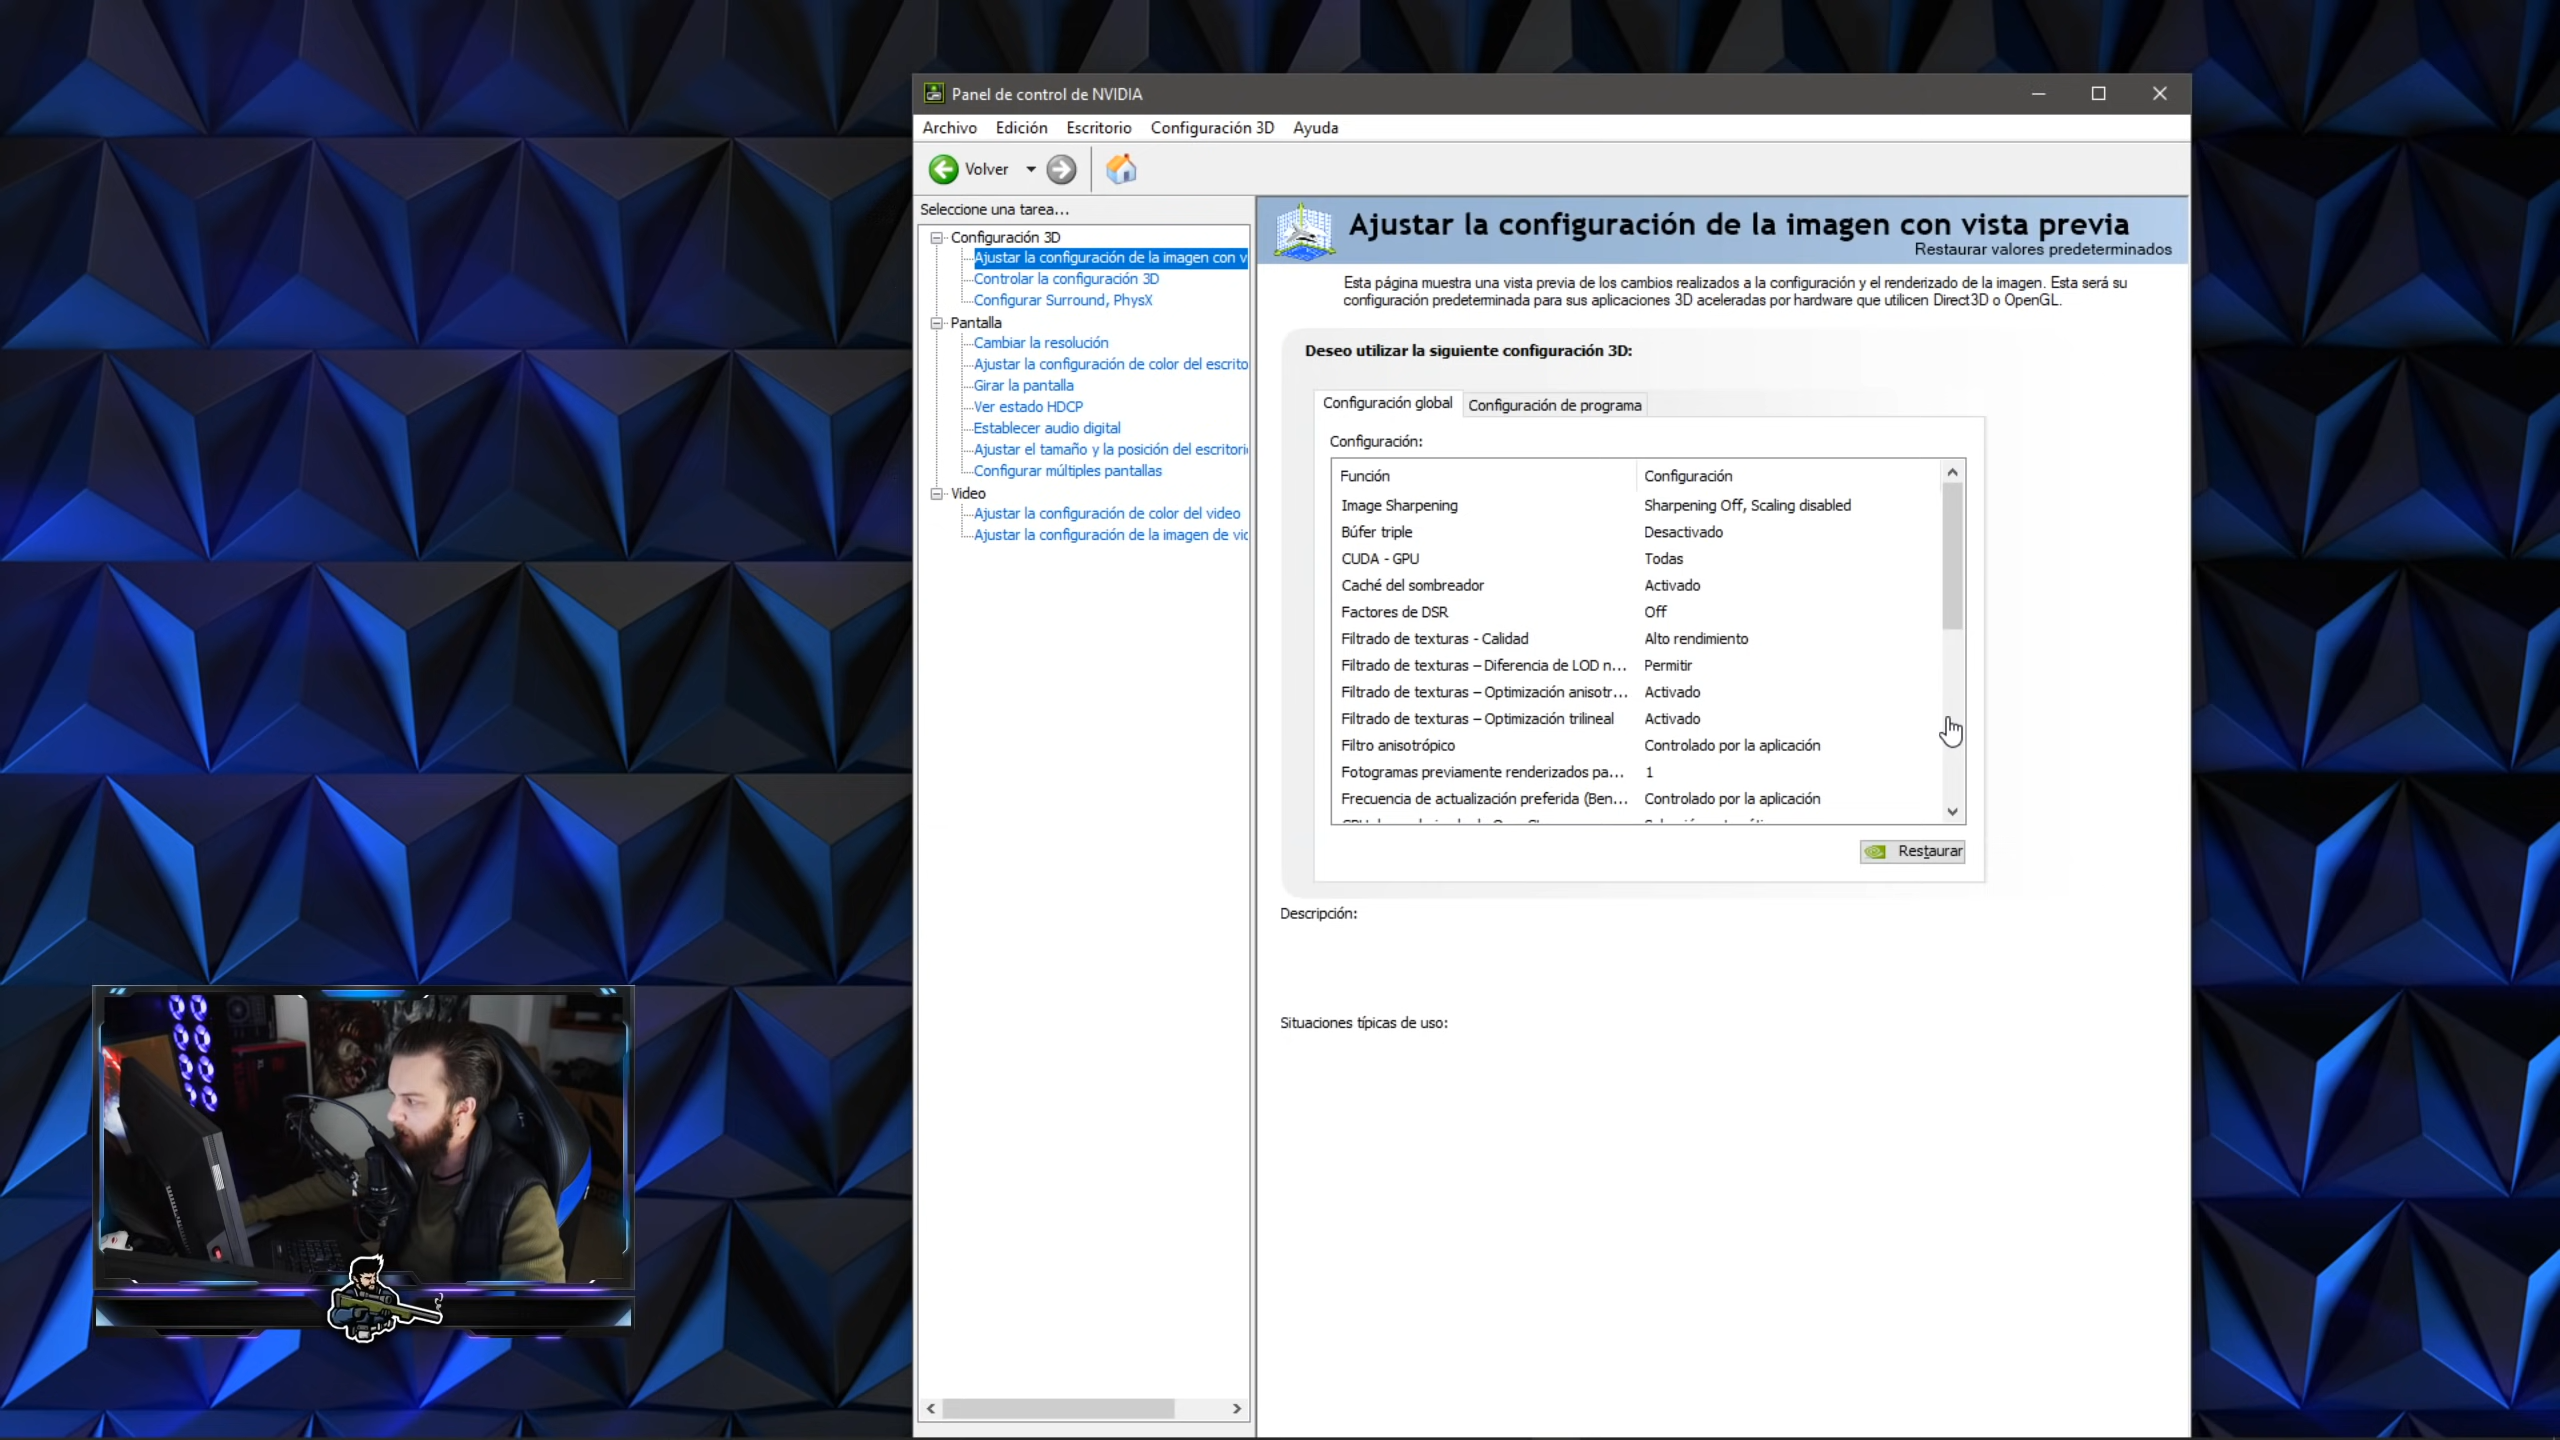 Panel de control de NVIDIA
Archivo Edición Escritorio Configuración 3D Ayuda
Volver
Seleccione una tarea...
Configuración 3D
Ajustar la configuración de la imagen con v
Controlar la configuración 3D
Configurar Surround, PhysX
Pantalla
Cambiar la resolución
Ajustar la configuración de color del escrito
Girar la pantalla
Ver estado HDCP
Establecer audio digital
Ajustar el tamaño y la posición del escritori
Configurar múltiples pantallas
Video
Ajustar la configuración de color del video
Ajustar la configuración de la imagen de vid
Ajustar la configuración de la imagen con vista previa
Restaurar valores predeterminados
Esta página muestra una vista previa de los cambios realizados a la configuración y el renderizado de la imagen. Esta será su
configuración predeterminada para sus aplicaciones 3D aceleradas por hardware que utilicen Direct3D o OpenGL.
Deseo utilizar la siguiente configuración 3D:
Configuración global Configuración de programa
Configuración:
Función Configuración
Image Sharpening Sharpening Off, Scaling disabled
Búfer triple Desactivado
CUDA - GPU Todas
Caché del sombreador Activado
Factores de DSR Off
Filtrado de texturas - Calidad Alto rendimiento
Filtrado de texturas – Diferencia de LOD n... Permitir
Filtrado de texturas – Optimización anisotr... Activado
Filtrado de texturas – Optimización trilineal Activado
Filtro anisotrópico Controlado por la aplicación
Fotogramas previamente renderizados pa... 1
Frecuencia de actualización preferida (Ben... Controlado por la aplicación
Restaurar
Descripción:
Situaciones típicas de uso: